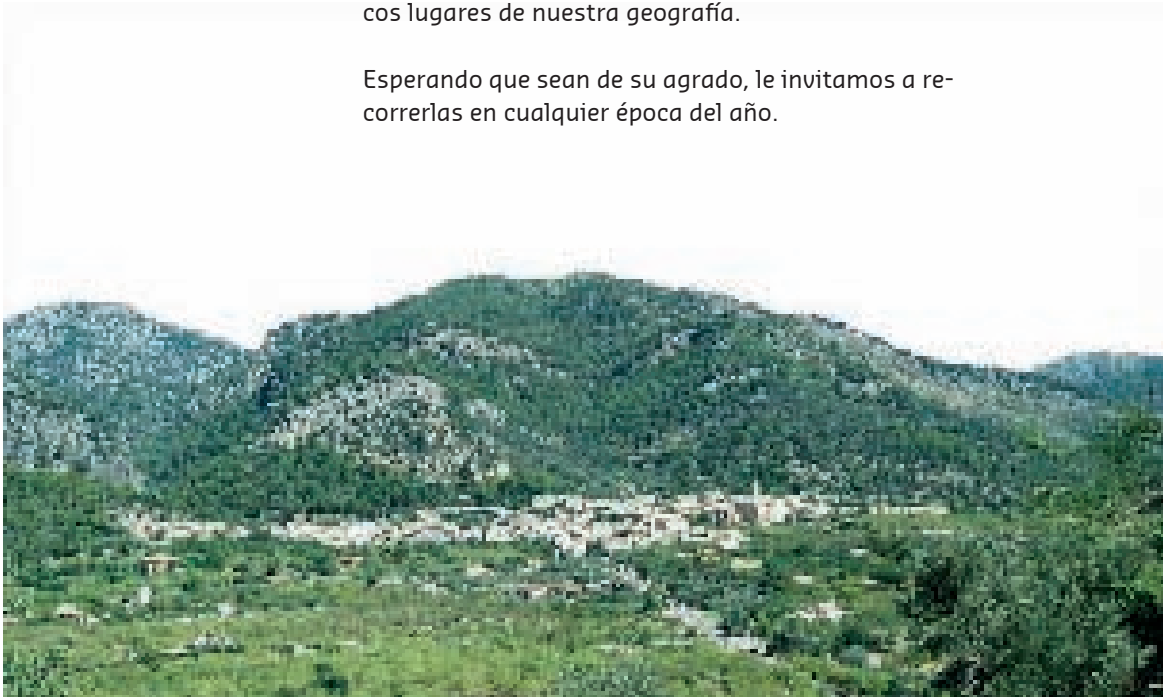 cos lugares de nuestra geografía.
Esperando que sean de su agrado, le invitamos a re-
correrlas en cualquier época del año.